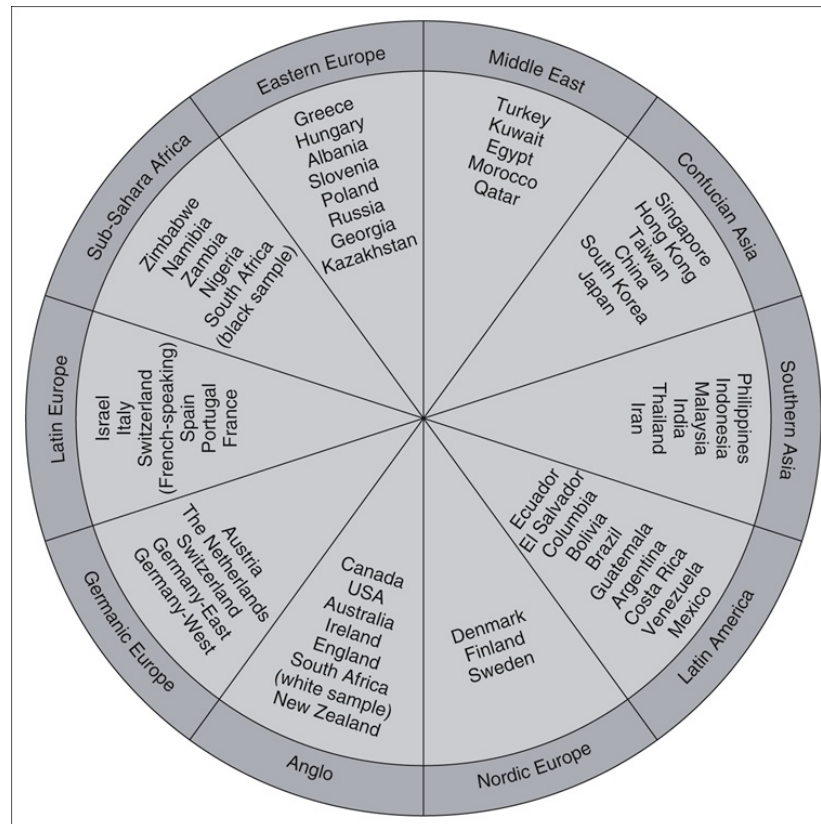 Eastern Europe
Greece
Hungary
Albania
Slovenia
Poland
Russia
Georgia
Kazakhstan
Middle East
Turkey
Kuwait
Egypt
Morocco
Qatar
Confucian Asia
Singapore
Hong Kong
Taiwan
China
South Korea
Japan
Southern Asia
Philippines
Indonesia
Malaysia
India
Thailand
Iran
Latin America
Ecuador
El Salvador
Columbia
Bolivia
Brazil
Guatemala
Argentina
Costa Rica
Venezuela
Mexico
Nordic Europe
Denmark
Finland
Sweden
Anglo
Canada
USA
Australia
Ireland
England
South Africa
(white sample)
New Zealand
Germanic Europe
Austria
The Netherlands
Switzerland
Germany-East
Germany-West
Latin Europe
Israel
Italy
Switzerland
(French-speaking)
Spain
Portugal
France
Sub-Sahara Africa
Zimbabwe
Namibia
Zambia
Nigeria
South Africa
(black sample)